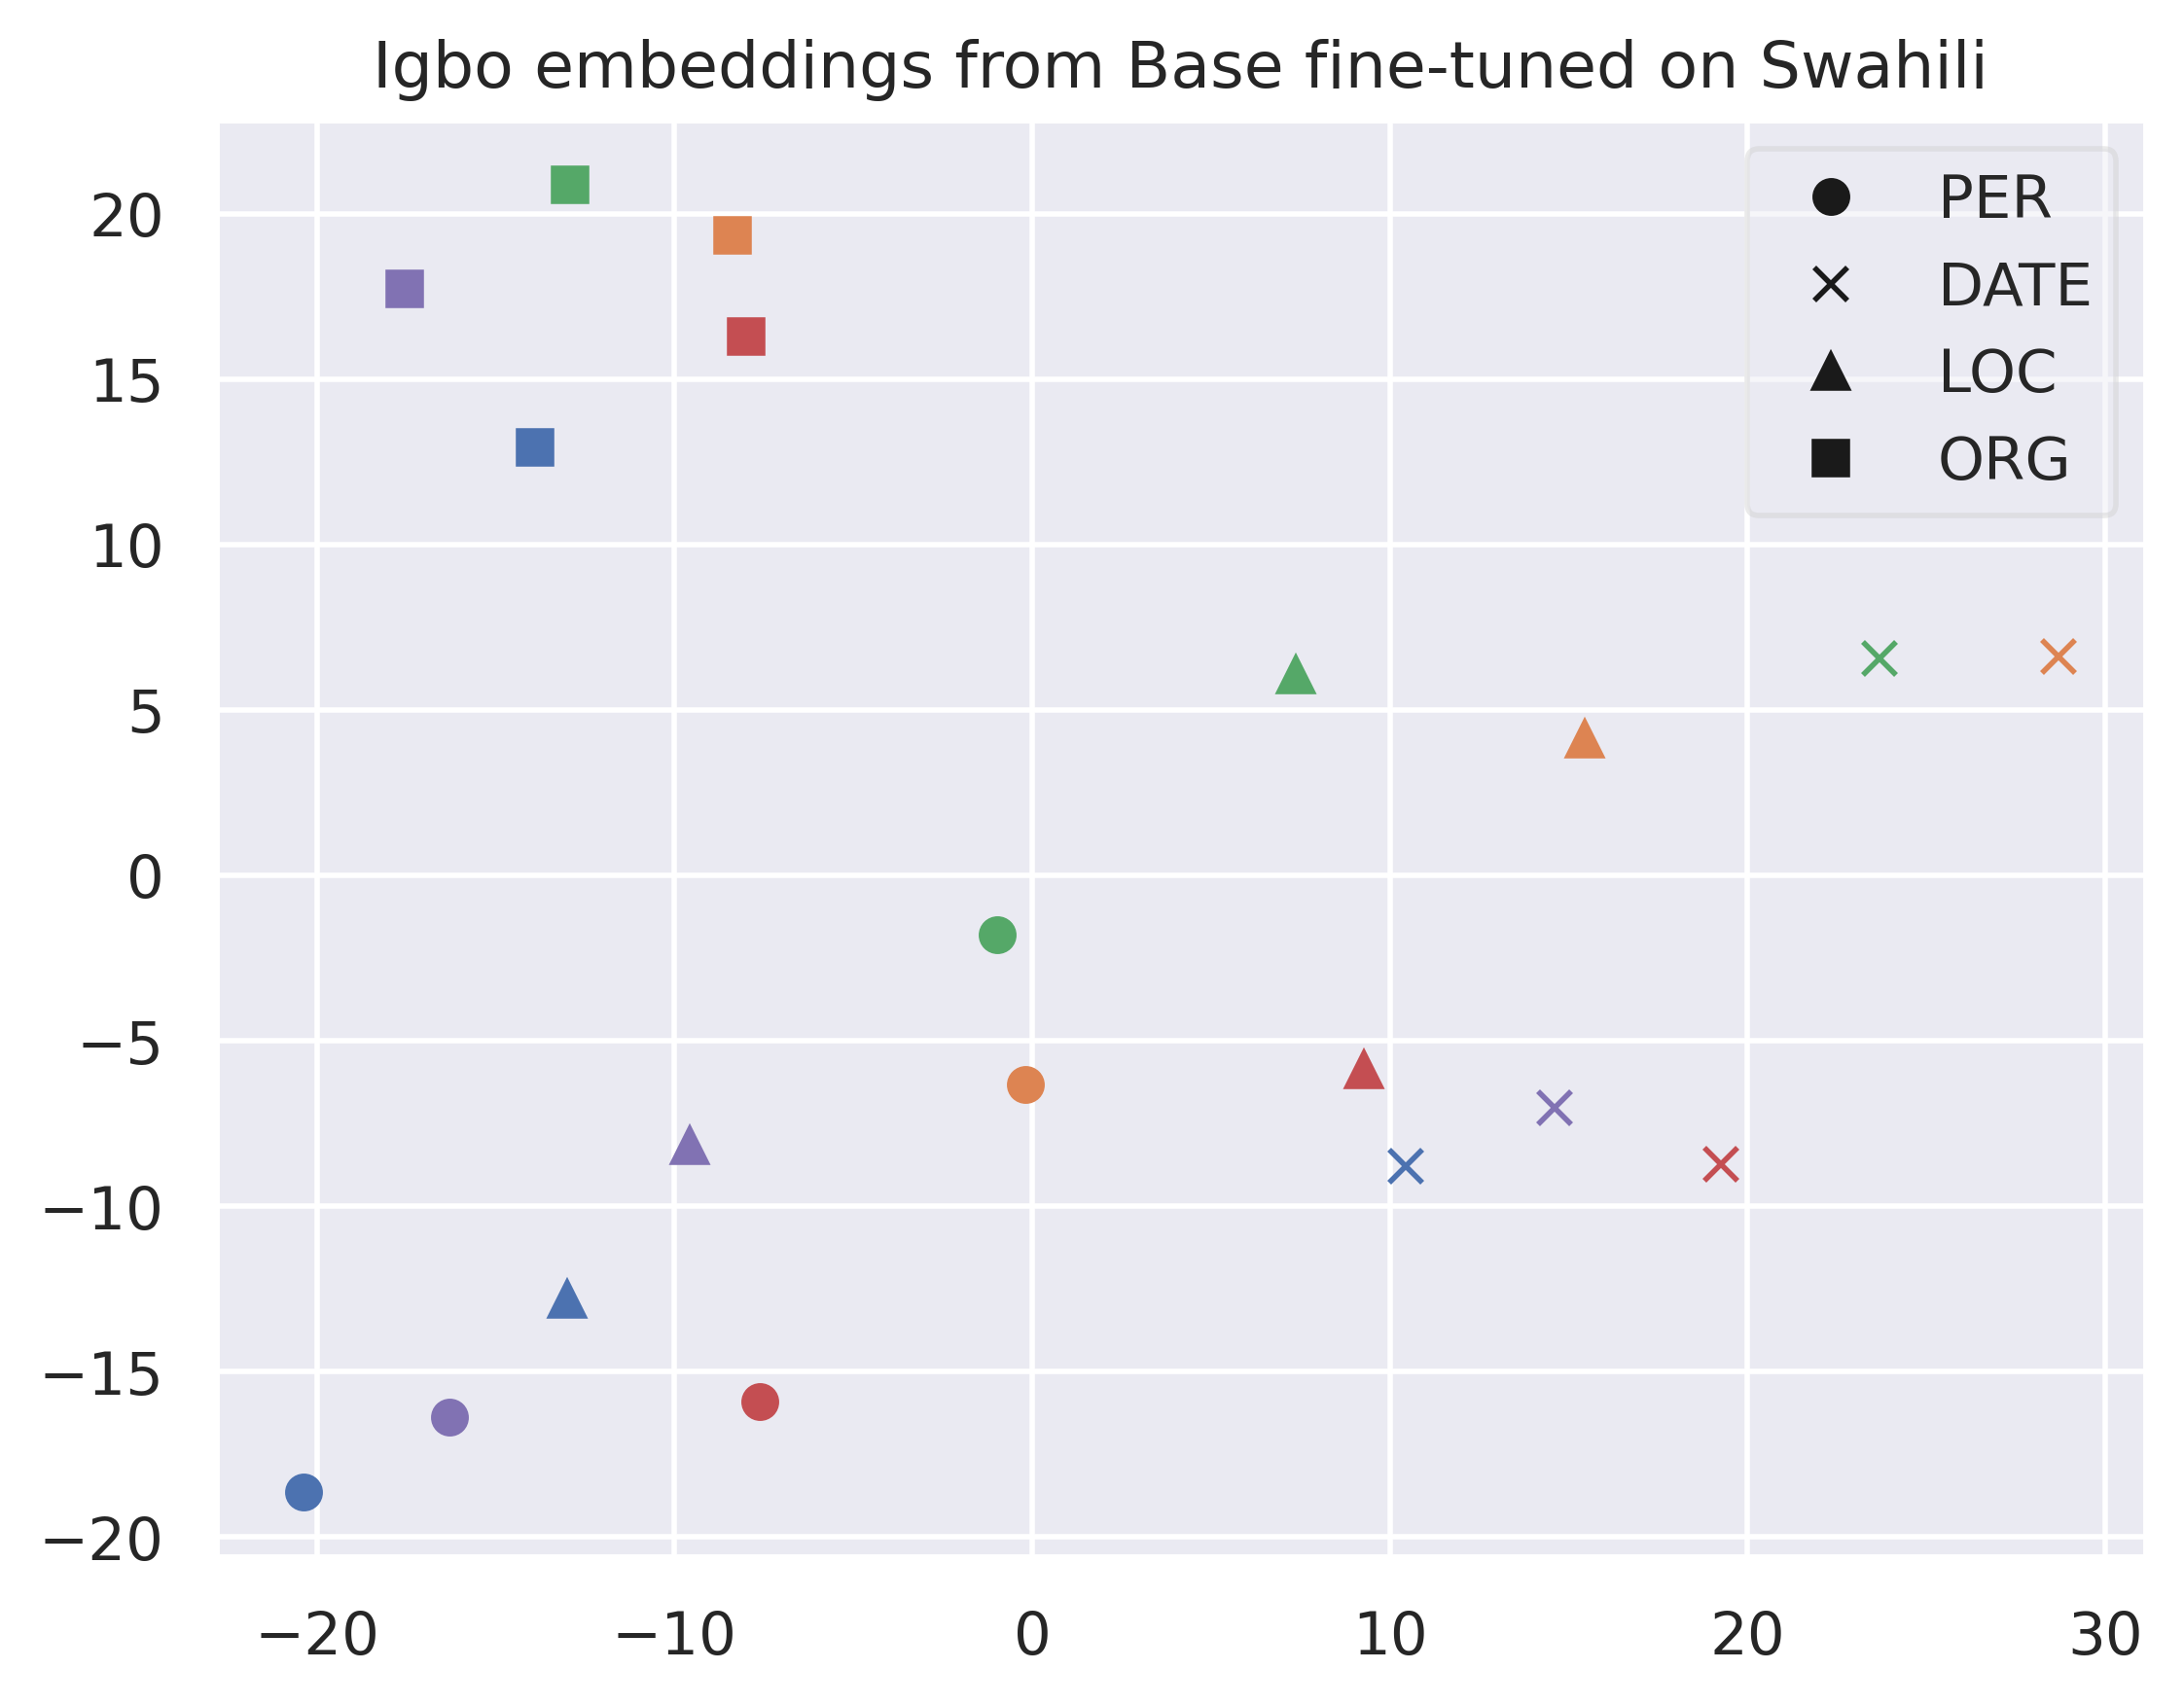 Igbo embeddings from Base fine-tuned on Swahili
PER
DATE
LOC
ORG
20
15
10
5
0
−5
−10
−15
−20
−20 −10 0 10 20 30